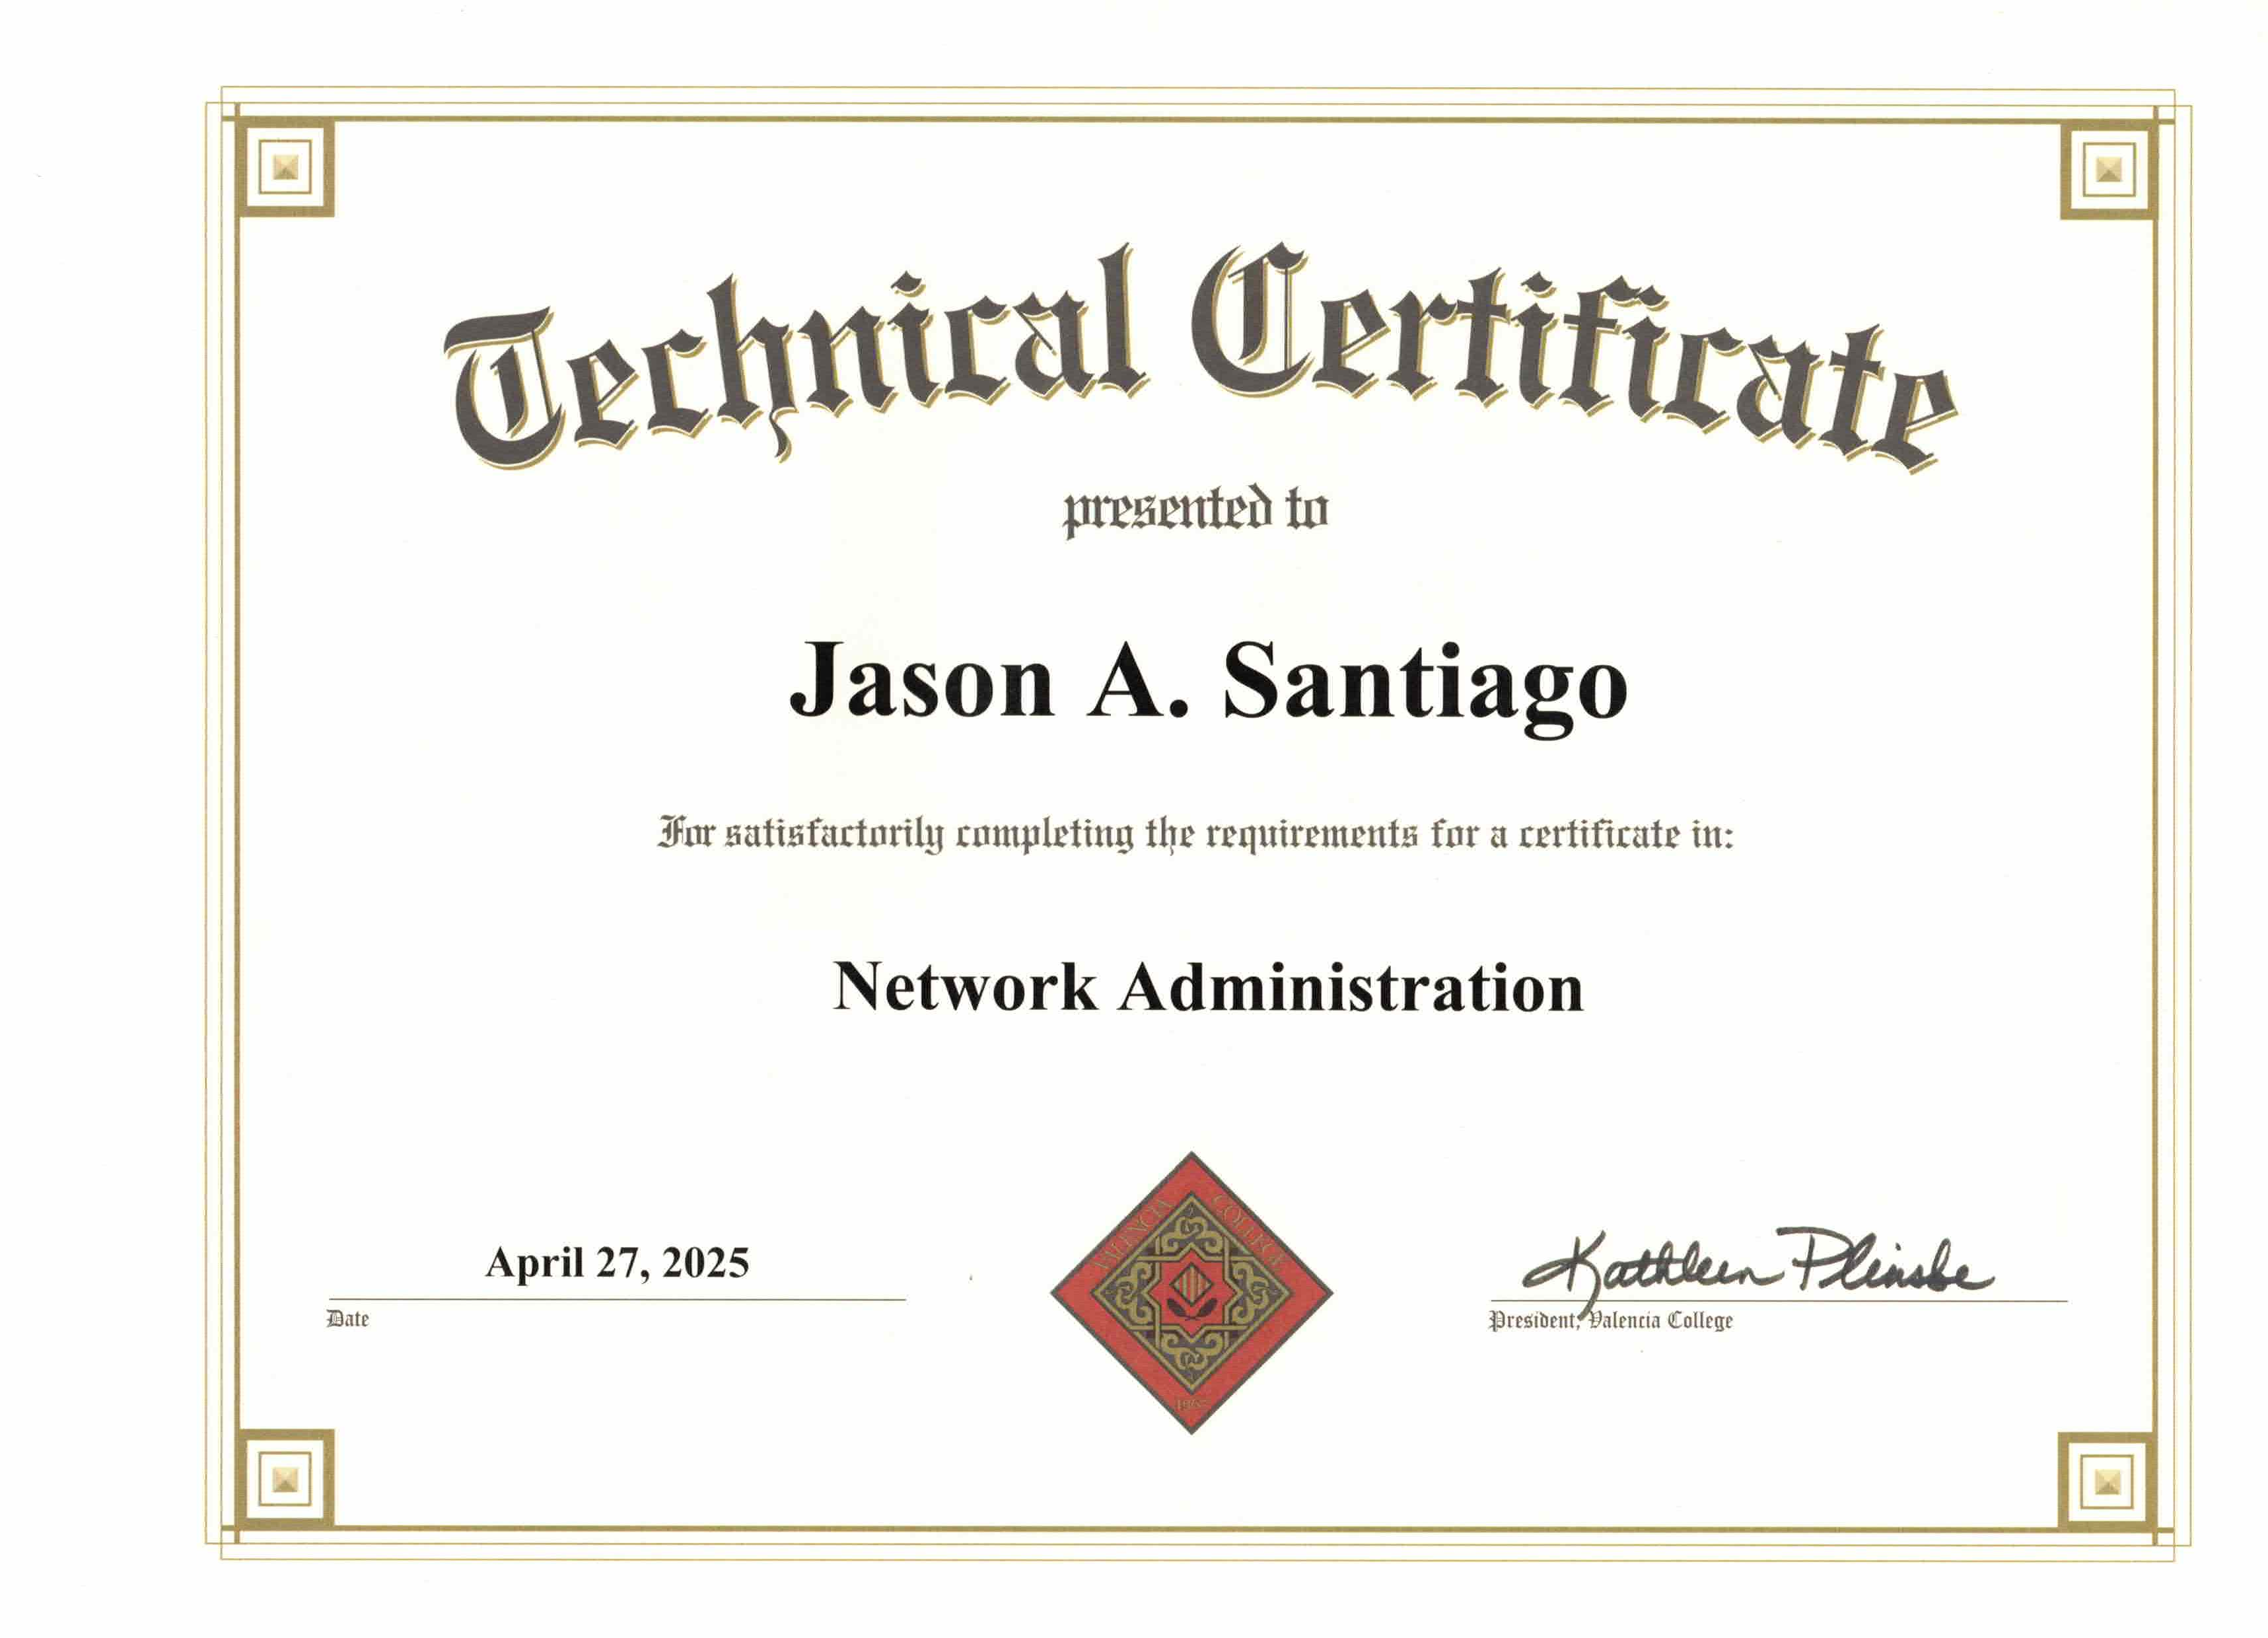 Technical Certificate
presented to
Jason A. Santiago
For satisfactorily completing the requirements for a certificate in:
Network Administration
April 27, 2025
Date
VALENCIA COLLEGE
1967
Kathleen Plinske
President, Valencia College